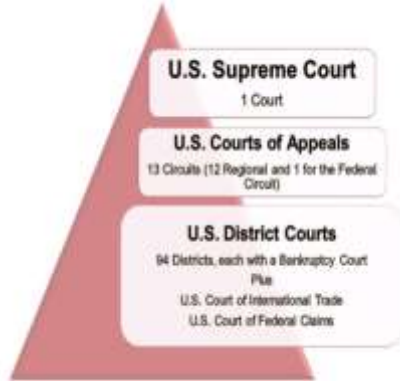 U.S. Supreme Court
1 Court
U.S. Courts of Appeals
13 Circuits (12 Regional and 1 for the Federal
Circuit)
U.S. District Courts
94 Districts, each with a Bankruptcy Court
Plus
U.S. Court of International Trade
U.S. Court of Federal Claims